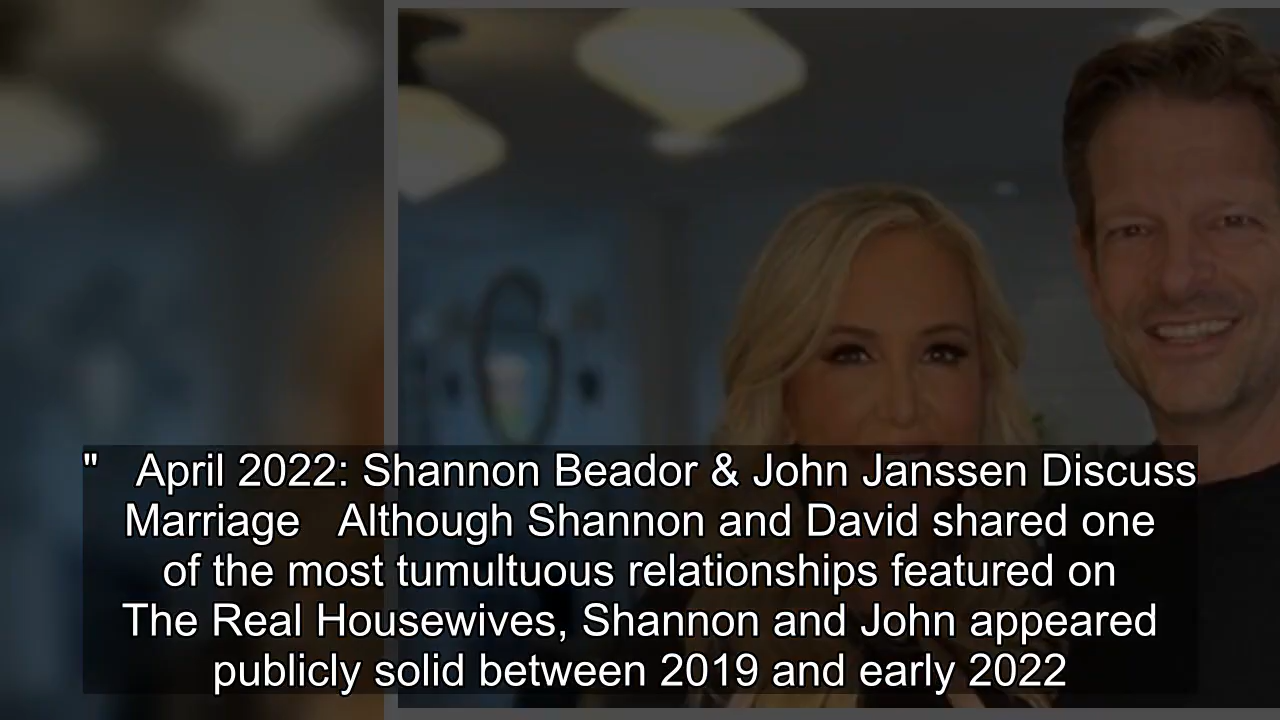 " April 2022: Shannon Beador & John Janssen Discuss
Marriage Although Shannon and David shared one
of the most tumultuous relationships featured on
The Real Housewives, Shannon and John appeared
publicly solid between 2019 and early 2022